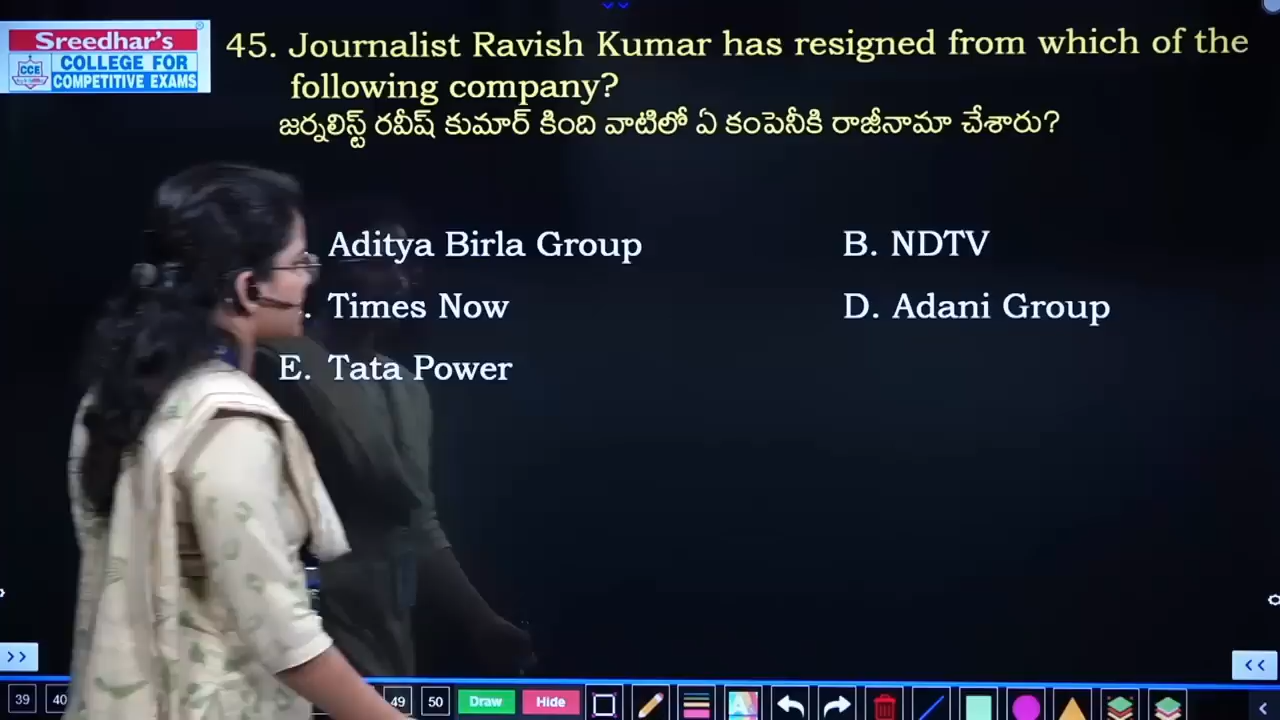 Sreedhar's
CCE
COLLEGE FOR
COMPETITIVE EXAMS
45. Journalist Ravish Kumar has resigned from which of the
following company?
జర్నలిస్ట్ రవీష్ కుమార్ కింది వాటిలో ఏ కంపెనీకి రాజీనామా చేశారు?
Aditya Birla Group
B. NDTV
Times Now
D. Adani Group
E. Tata Power
>>
<<
39 40 49 50 Draw Hide